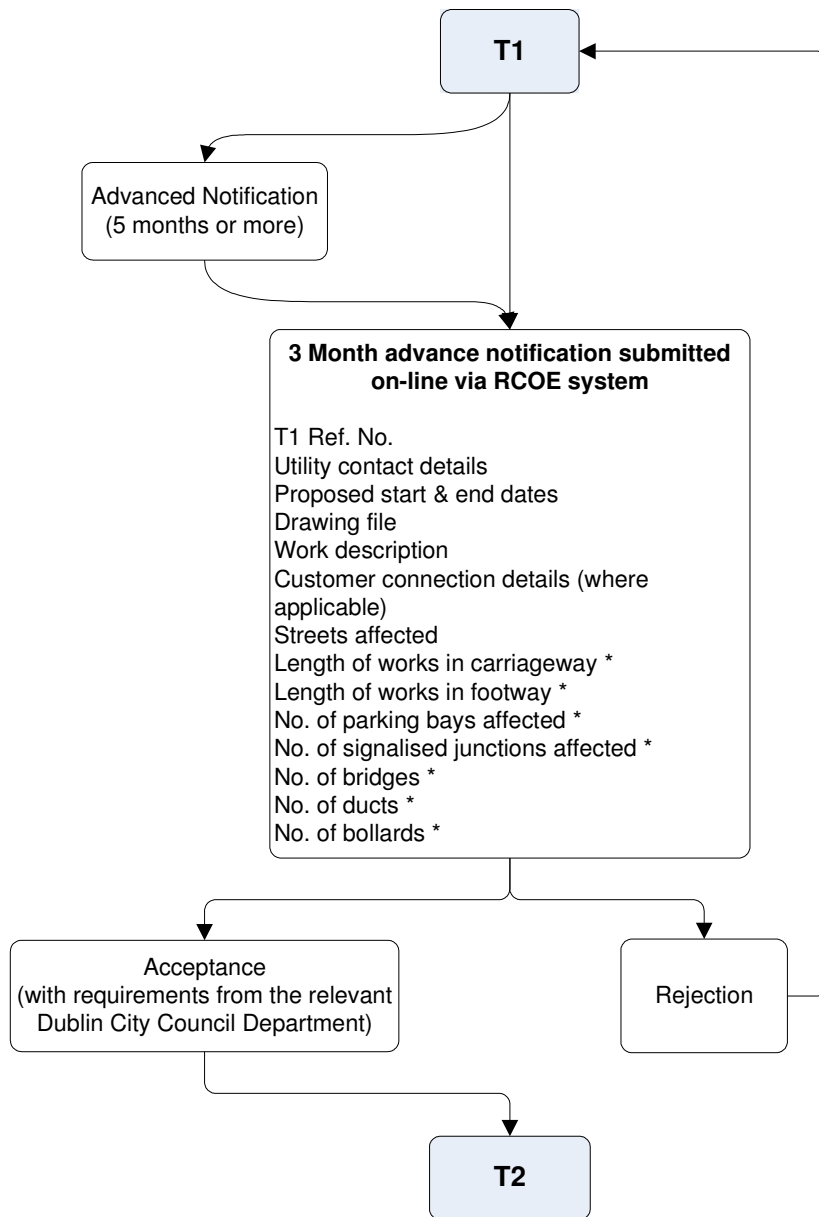 T1
Advanced Notification
(5 months or more)
3 Month advance notification submitted
on-line via RCOE system
T1 Ref. No.
Utility contact details
Proposed start & end dates
Drawing file
Work description
Customer connection details (where
applicable)
Streets affected
Length of works in carriageway *
Length of works in footway *
No. of parking bays affected *
No. of signalised junctions affected *
No. of bridges *
No. of ducts *
No. of bollards *
Acceptance
(with requirements from the relevant
Dublin City Council Department)
Rejection
T2